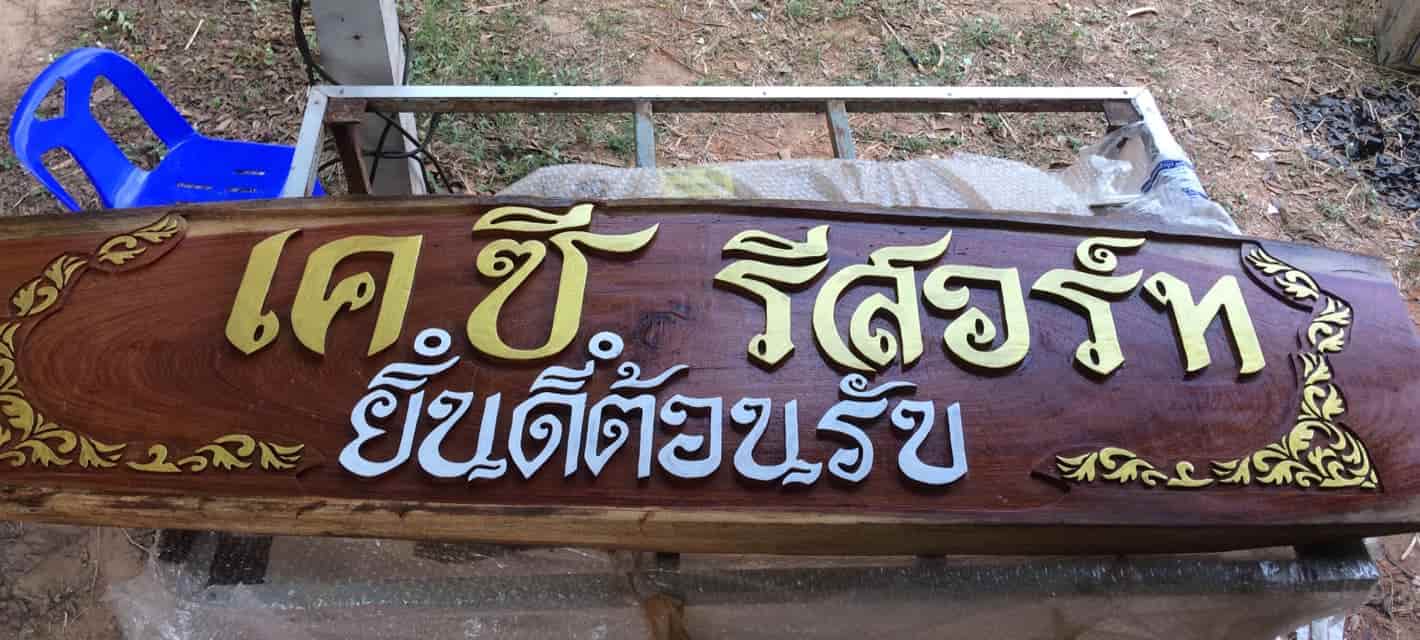 เค ซี รีสอร์ท
ยินดีต้อนรับ